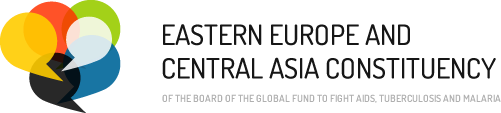 EASTERN EUROPE AND
CENTRAL ASIA CONSTITUENCY
OF THE BOARD OF THE GLOBAL FUND TO FIGHT AIDS, TUBERCULOSIS AND MALARIA